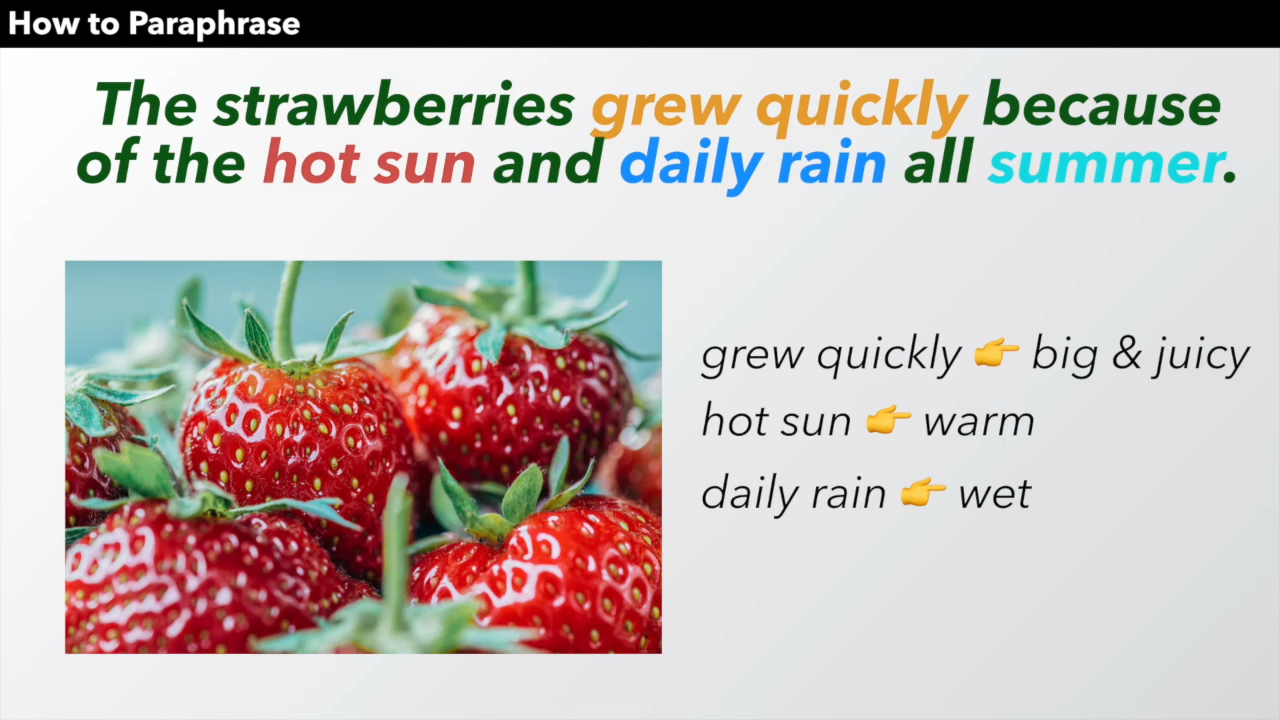 How to Paraphrase
The strawberries grew quickly because
of the hot sun and daily rain all summer.
grew quickly 👉 big & juicy
hot sun 👉 warm
daily rain 👉 wet